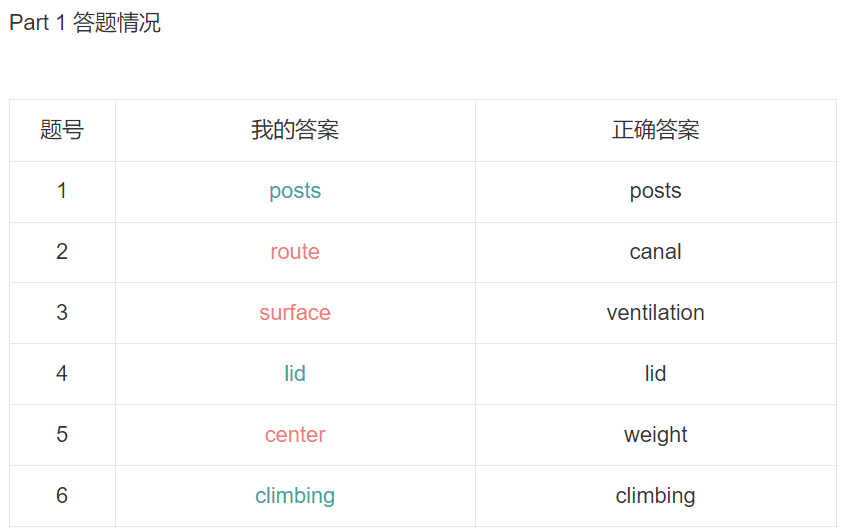 Part 1 答题情况
题号 我的答案 正确答案
1 posts posts
2 route canal
3 surface ventilation
4 lid lid
5 center weight
6 climbing climbing